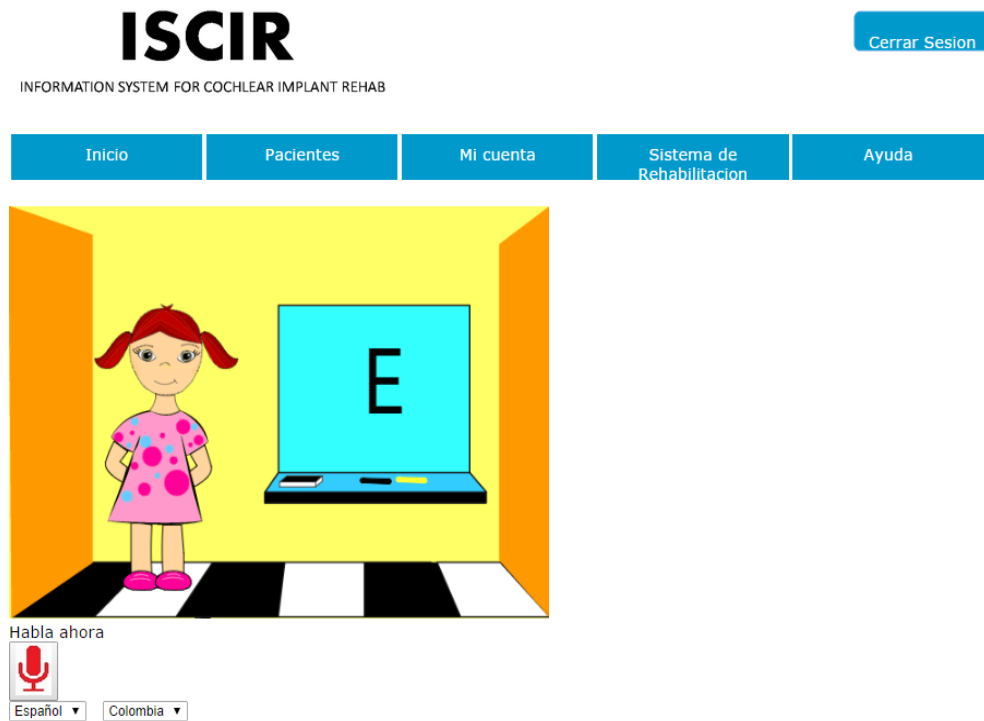 ISCIR
Cerrar Sesion
INFORMATION SYSTEM FOR COCHLEAR IMPLANT REHAB
Inicio
Pacientes
Mi cuenta
Sistema de
Rehabilitacion
Ayuda
E
Habla ahora
Español
Colombia